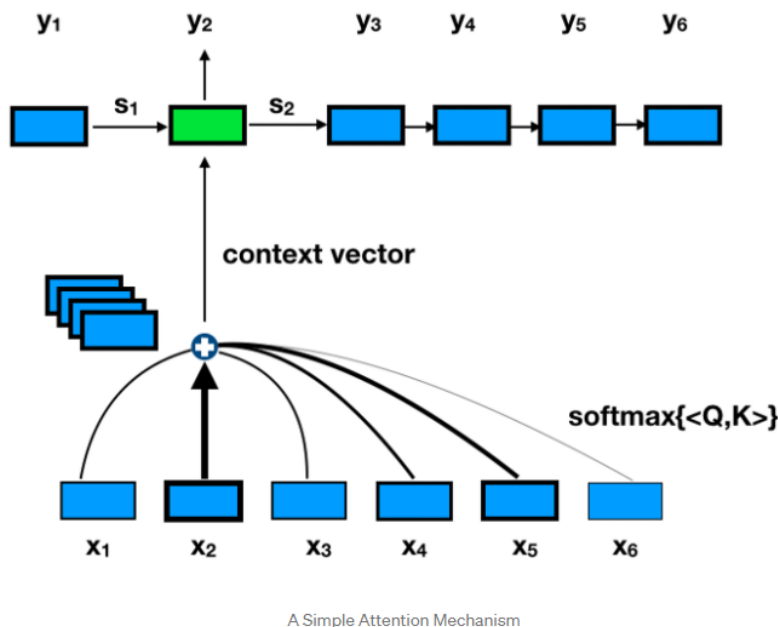 y₁ y₂ y₃ y₄ y₅ y₆
s₁ s₂
context vector
softmax{<Q,K>}
x₁ x₂ x₃ x₄ x₅ x₆
A Simple Attention Mechanism